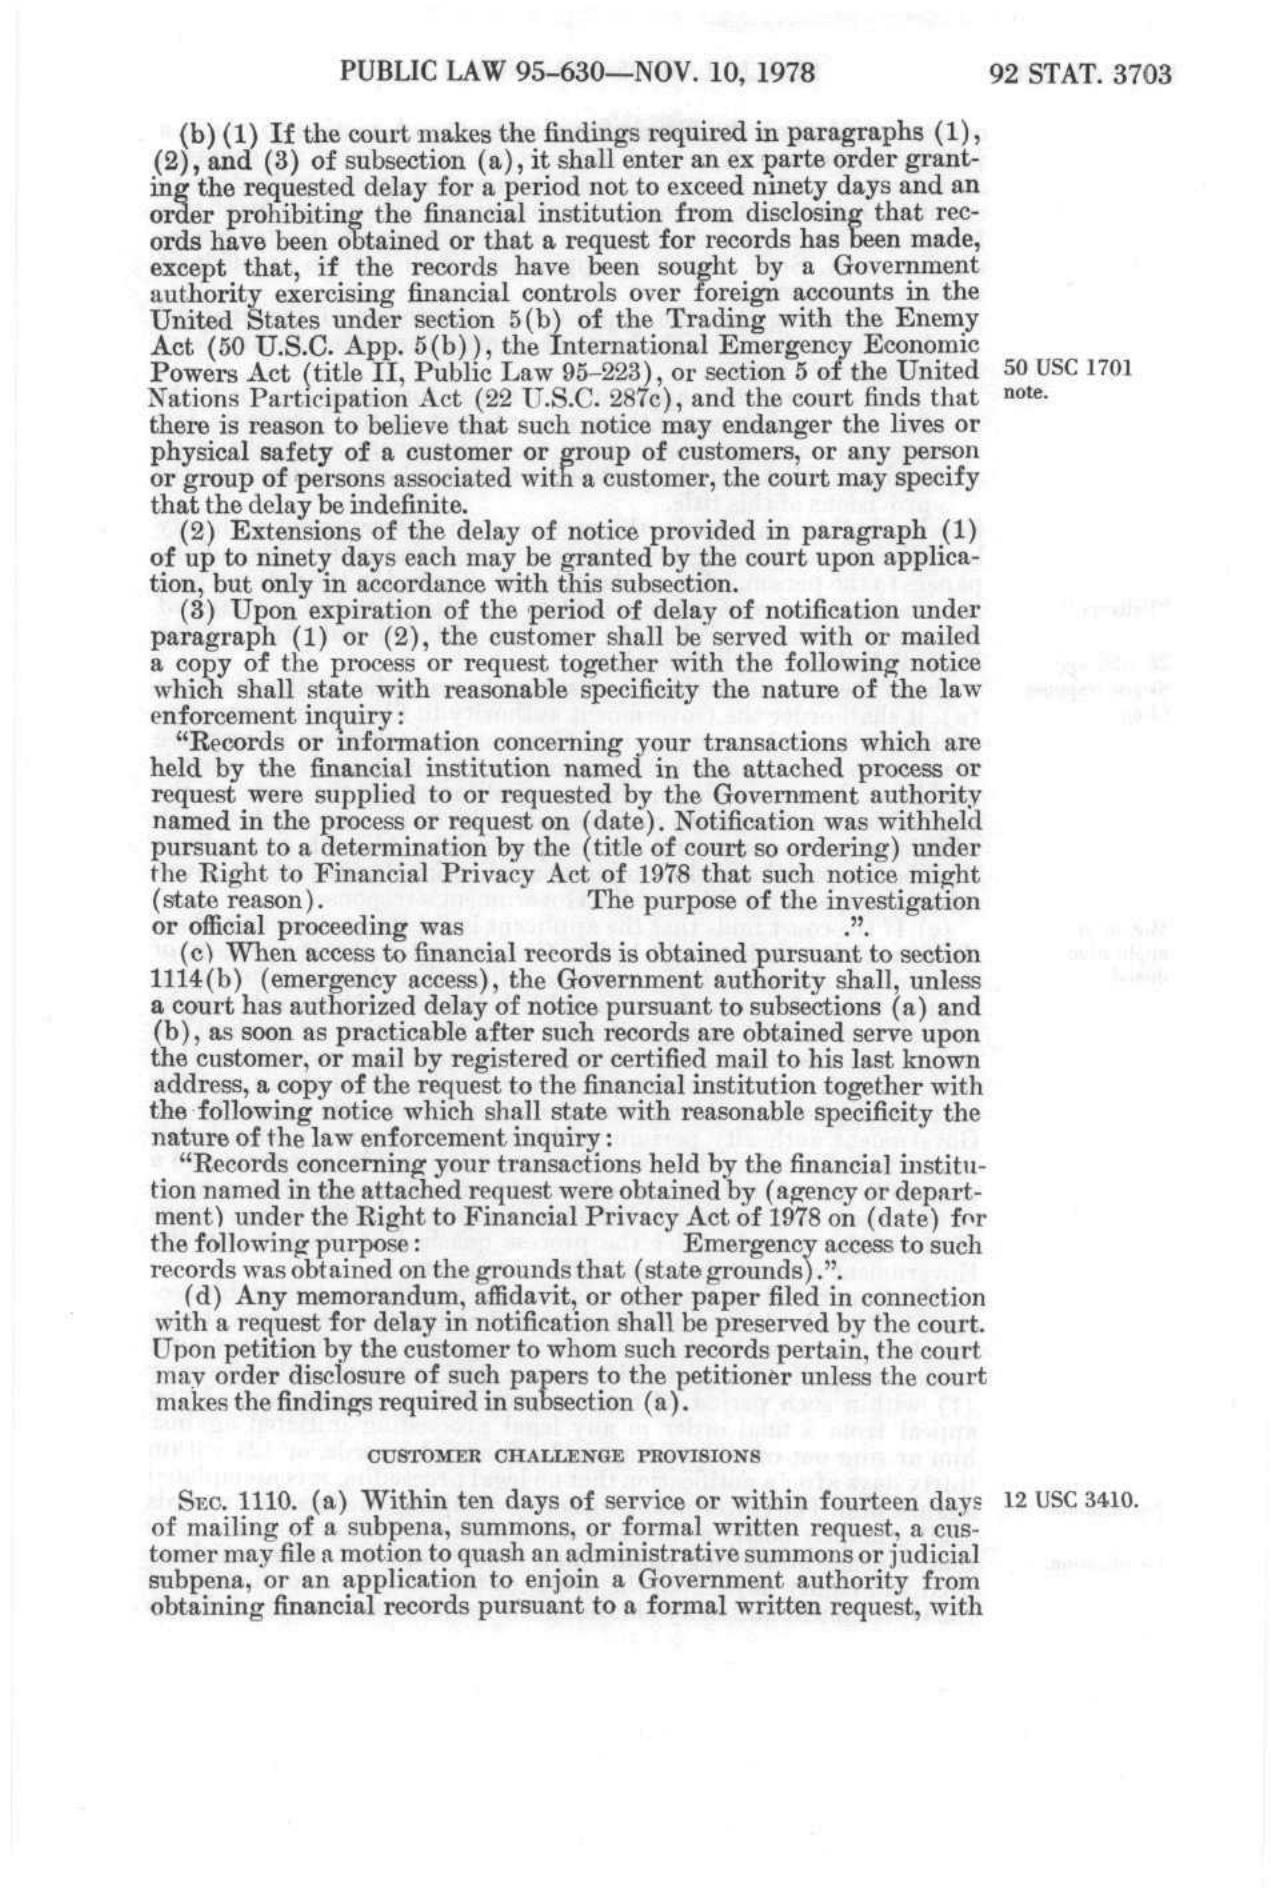 PUBLIC LAW 95–630—NOV. 10, 1978 92 STAT. 3703
(b) (1) If the court makes the findings required in paragraphs (1),
(2), and (3) of subsection (a), it shall enter an ex parte order grant-
ing the requested delay for a period not to exceed ninety days and an
order prohibiting the financial institution from disclosing that rec-
ords have been obtained or that a request for records has been made,
except that, if the records have been sought by a Government
authority exercising financial controls over foreign accounts in the
United States under section 5(b) of the Trading with the Enemy
Act (50 U.S.C. App. 5(b)), the International Emergency Economic
Powers Act (title II, Public Law 95–223), or section 5 of the United
Nations Participation Act (22 U.S.C. 287c), and the court finds that
there is reason to believe that such notice may endanger the lives or
physical safety of a customer or group of customers, or any person
or group of persons associated with a customer, the court may specify
that the delay be indefinite.
50 USC 1701
note.
(2) Extensions of the delay of notice provided in paragraph (1)
of up to ninety days each may be granted by the court upon applica-
tion, but only in accordance with this subsection.
(3) Upon expiration of the period of delay of notification under
paragraph (1) or (2), the customer shall be served with or mailed
a copy of the process or request together with the following notice
which shall state with reasonable specificity the nature of the law
enforcement inquiry:
“Records or information concerning your transactions which are
held by the financial institution named in the attached process or
request were supplied to or requested by the Government authority
named in the process or request on (date). Notification was withheld
pursuant to a determination by the (title of court so ordering) under
the Right to Financial Privacy Act of 1978 that such notice might
(state reason). The purpose of the investigation
or official proceeding was .”.
(c) When access to financial records is obtained pursuant to section
1114(b) (emergency access), the Government authority shall, unless
a court has authorized delay of notice pursuant to subsections (a) and
(b), as soon as practicable after such records are obtained serve upon
the customer, or mail by registered or certified mail to his last known
address, a copy of the request to the financial institution together with
the following notice which shall state with reasonable specificity the
nature of the law enforcement inquiry:
“Records concerning your transactions held by the financial institu-
tion named in the attached request were obtained by (agency or depart-
ment) under the Right to Financial Privacy Act of 1978 on (date) for
the following purpose: Emergency access to such
records was obtained on the grounds that (state grounds).”.
(d) Any memorandum, affidavit, or other paper filed in connection
with a request for delay in notification shall be preserved by the court.
Upon petition by the customer to whom such records pertain, the court
may order disclosure of such papers to the petitioner unless the court
makes the findings required in subsection (a).
CUSTOMER CHALLENGE PROVISIONS
SEC. 1110. (a) Within ten days of service or within fourteen days
of mailing of a subpena, summons, or formal written request, a cus-
tomer may file a motion to quash an administrative summons or judicial
subpena, or an application to enjoin a Government authority from
obtaining financial records pursuant to a formal written request, with
12 USC 3410.